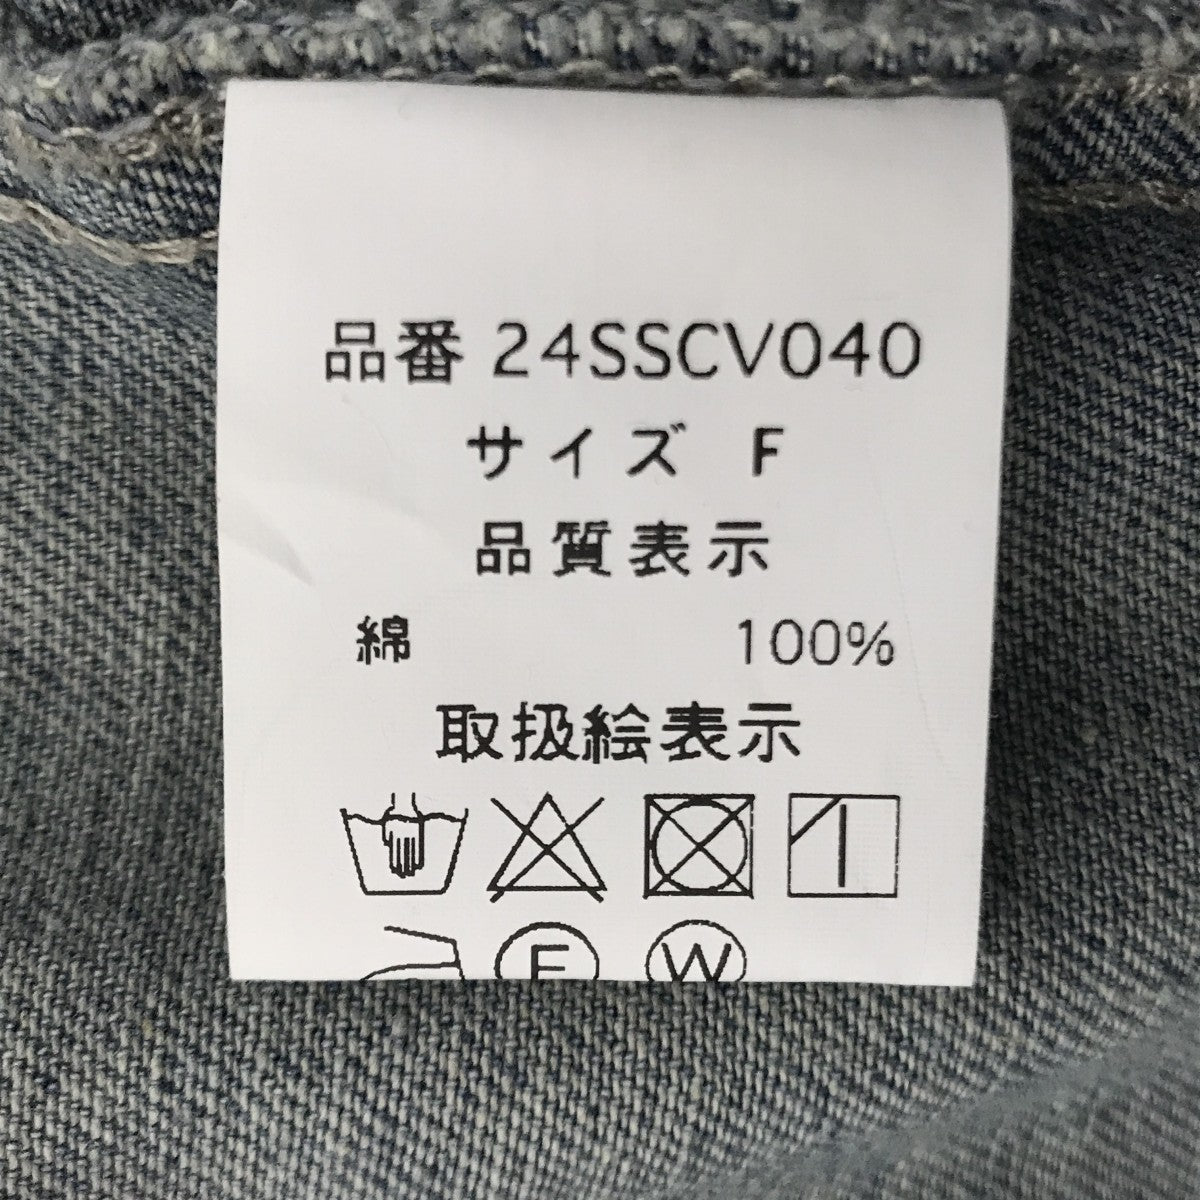 品番 24SSCV040
サイズ F
品質表示
綿 100%
取扱絵表示
F W